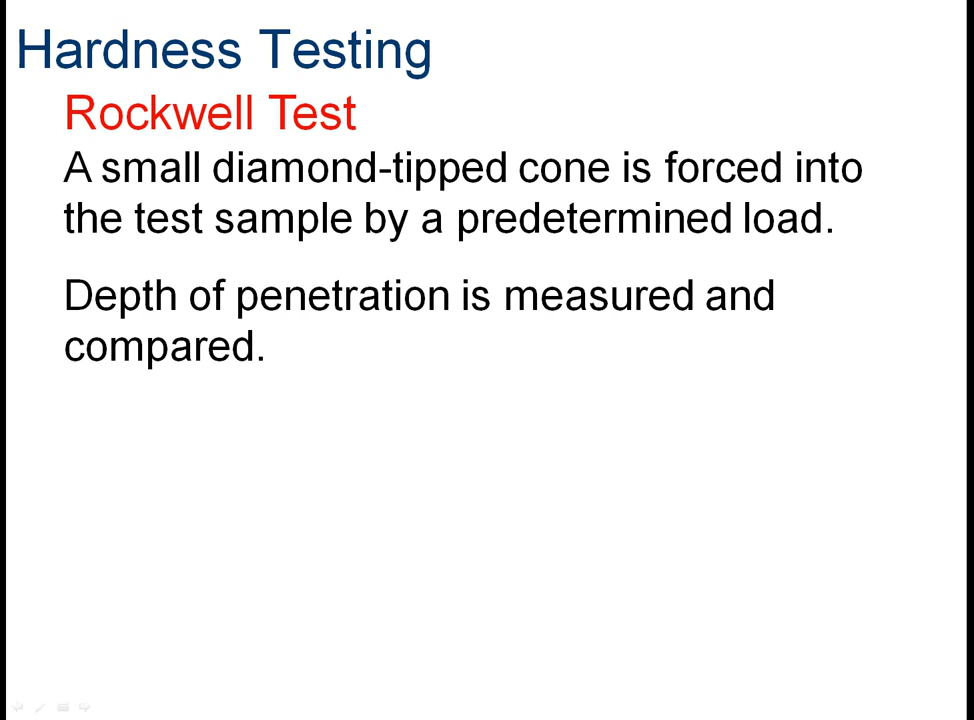 Hardness Testing
Rockwell Test
A small diamond-tipped cone is forced into
the test sample by a predetermined load.
Depth of penetration is measured and
compared.